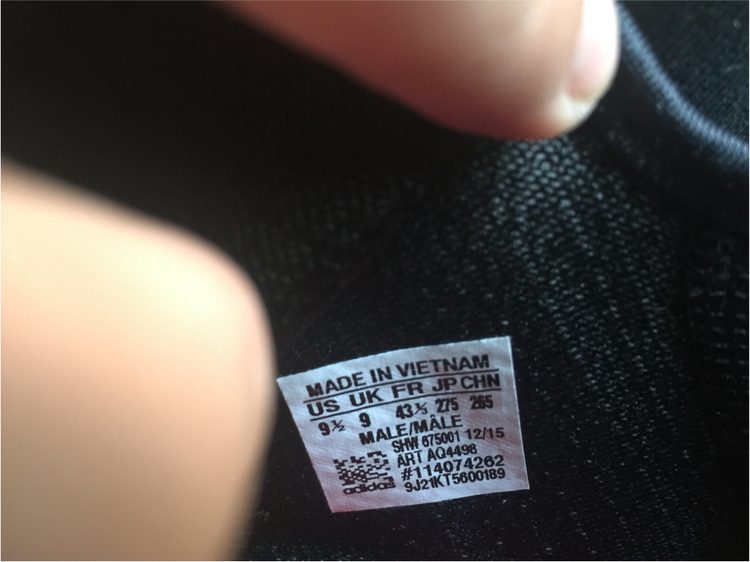 MADE IN VIETNAM
US UK FR JP CHN
9½ 9 43⅓ 275 265
MALE/MÂLE
SHW 675001 12/15
ART AQ4498
#114074262
adidas 9J21KT5600189